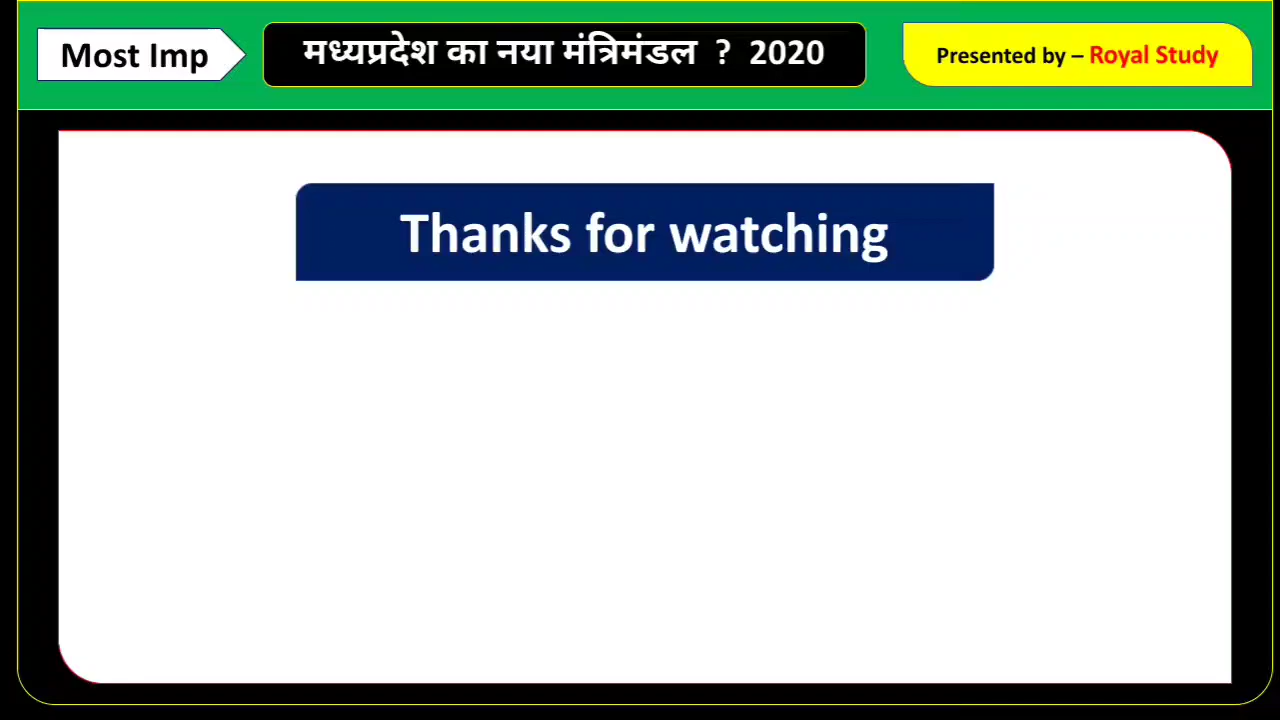 Most Imp
मध्यप्रदेश का नया मंत्रिमंडल ? 2020
Presented by – Royal Study
Thanks for watching